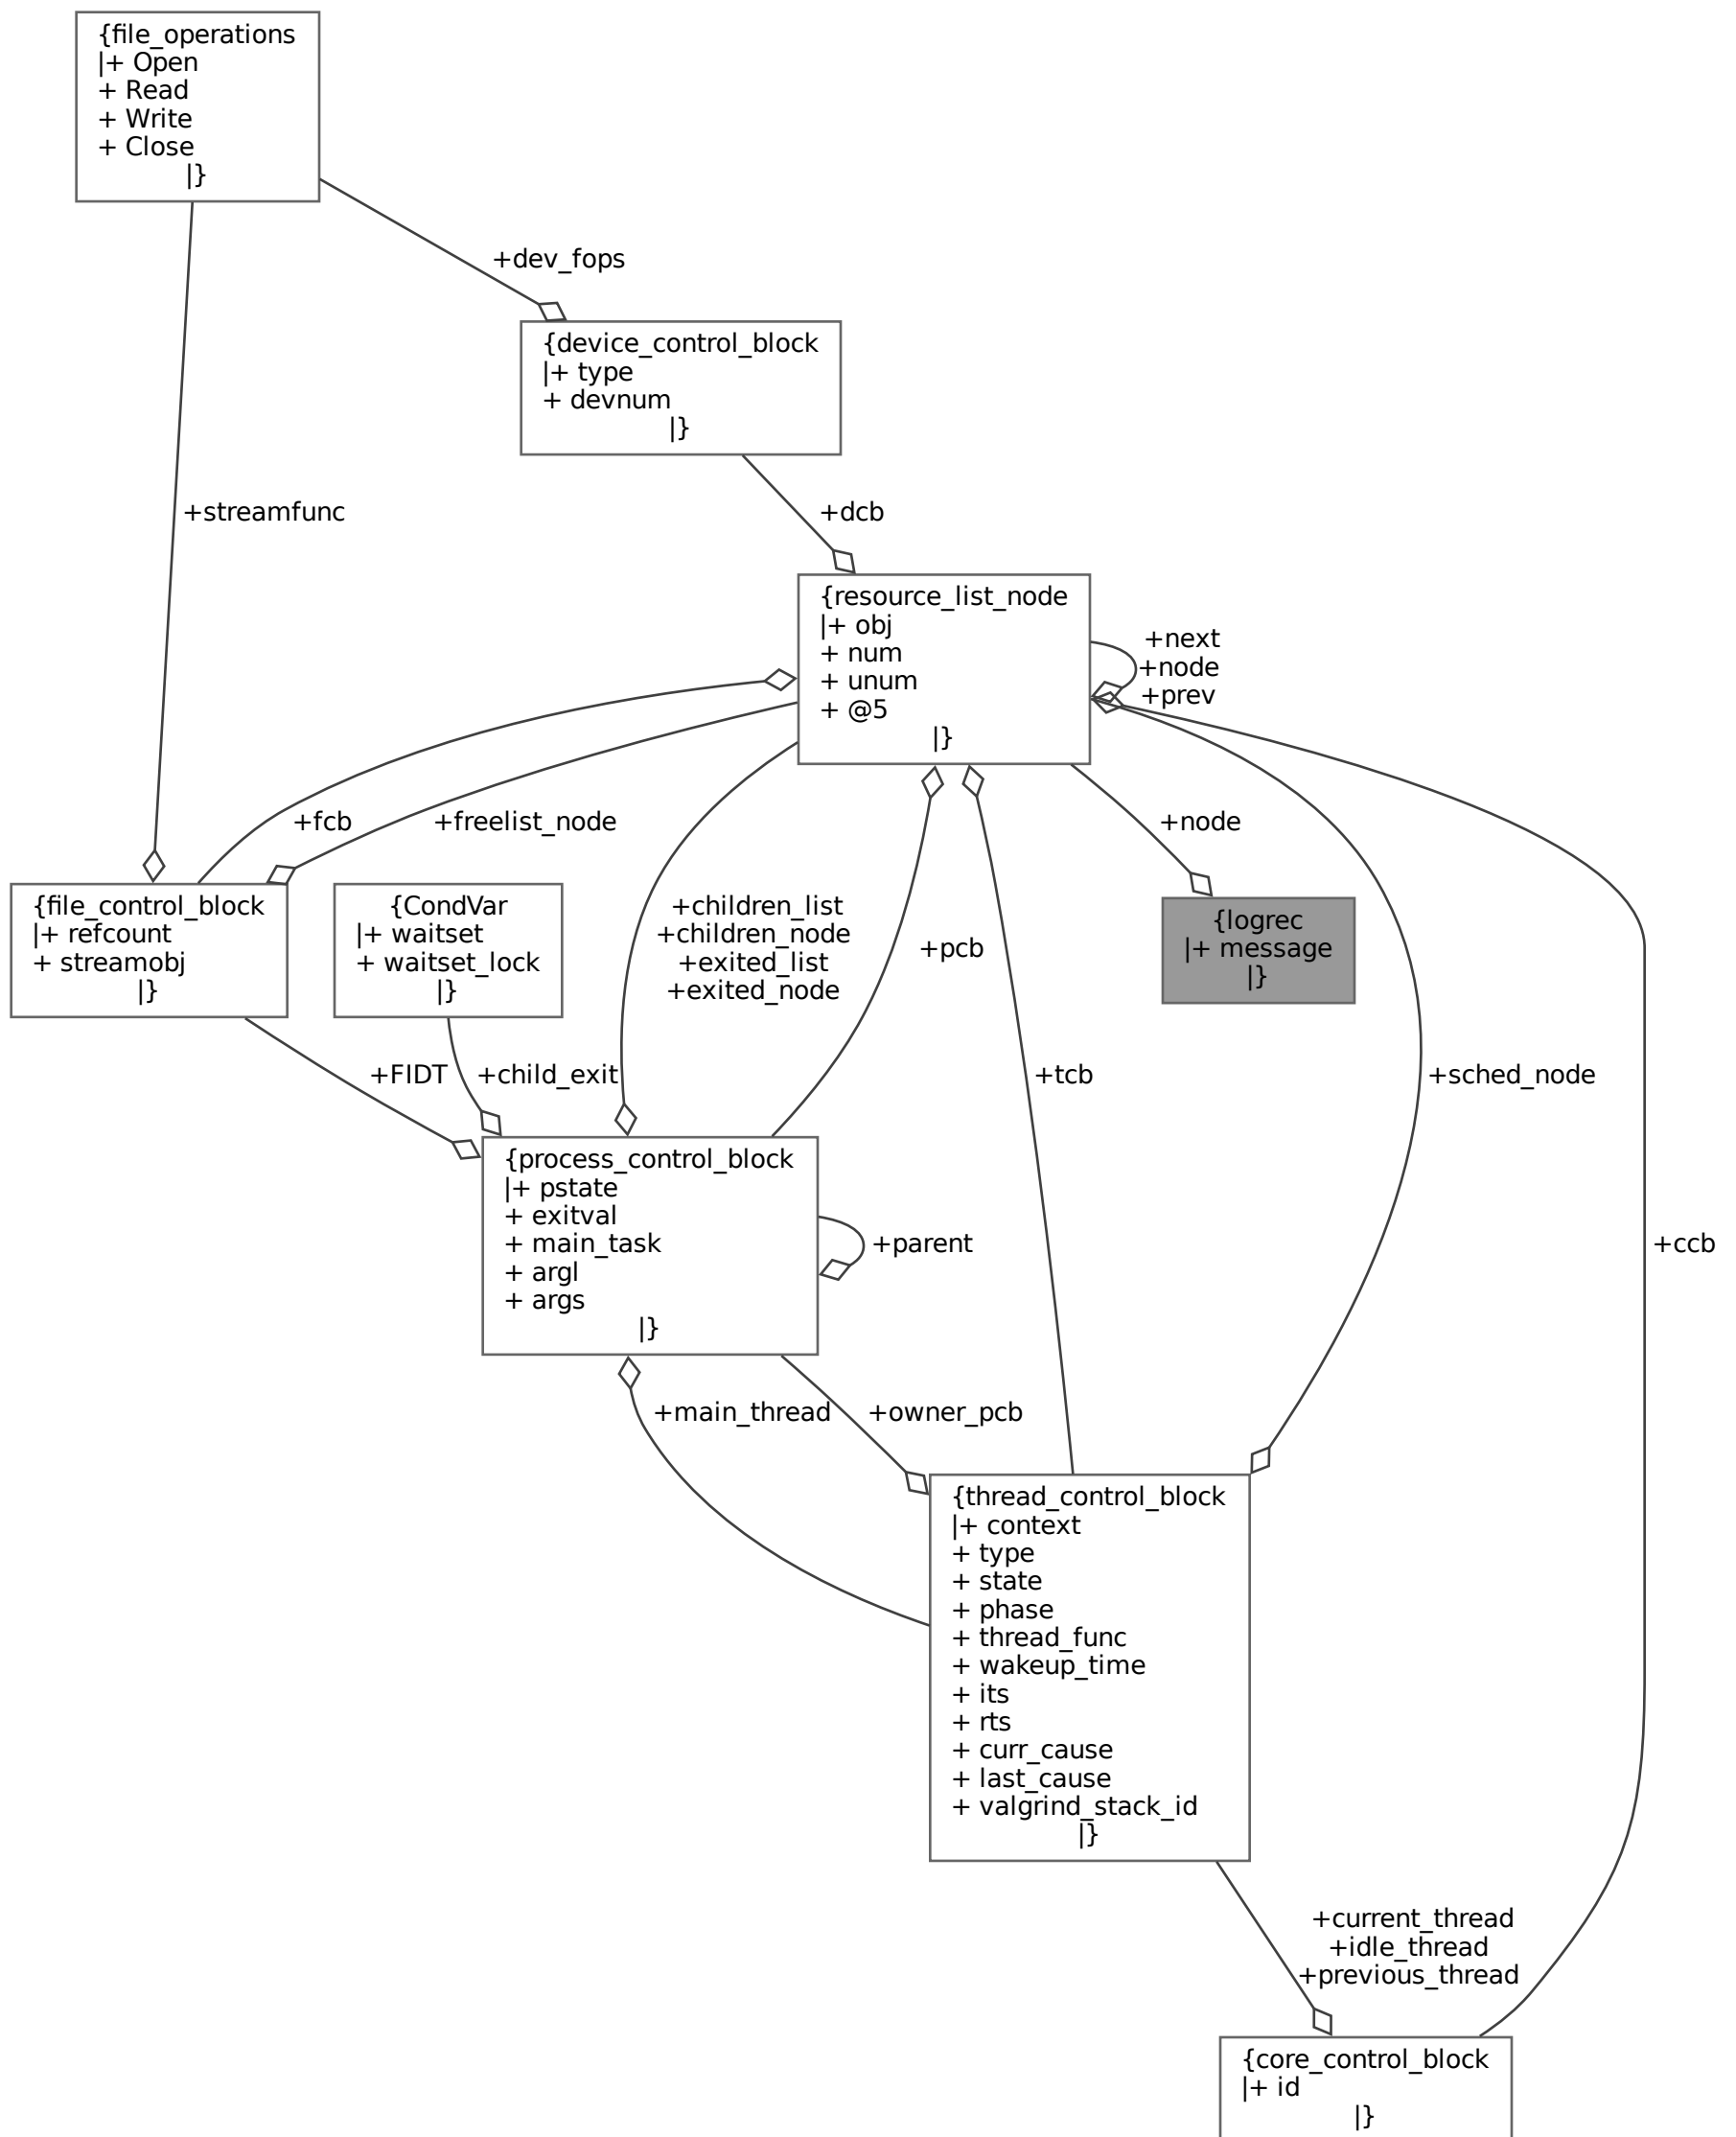 {file_operations
|+ Open
+ Read
+ Write
+ Close
|}
+dev_fops
{device_control_block
|+ type
+ devnum
|}
+streamfunc
+dcb
{resource_list_node
|+ obj
+ num
+ unum
+ @5
|}
+next
+node
+prev
+fcb
+freelist_node
+node
{file_control_block
|+ refcount
+ streamobj
|}
{CondVar
|+ waitset
+ waitset_lock
|}
+children_list
+children_node
+exited_list
+exited_node
+pcb
{logrec
|+ message
|}
+FIDT
+child_exit
+tcb
+sched_node
{process_control_block
|+ pstate
+ exitval
+ main_task
+ argl
+ args
|}
+parent
+ccb
+main_thread
+owner_pcb
{thread_control_block
|+ context
+ type
+ state
+ phase
+ thread_func
+ wakeup_time
+ its
+ rts
+ curr_cause
+ last_cause
+ valgrind_stack_id
|}
+current_thread
+idle_thread
+previous_thread
{core_control_block
|+ id
|}